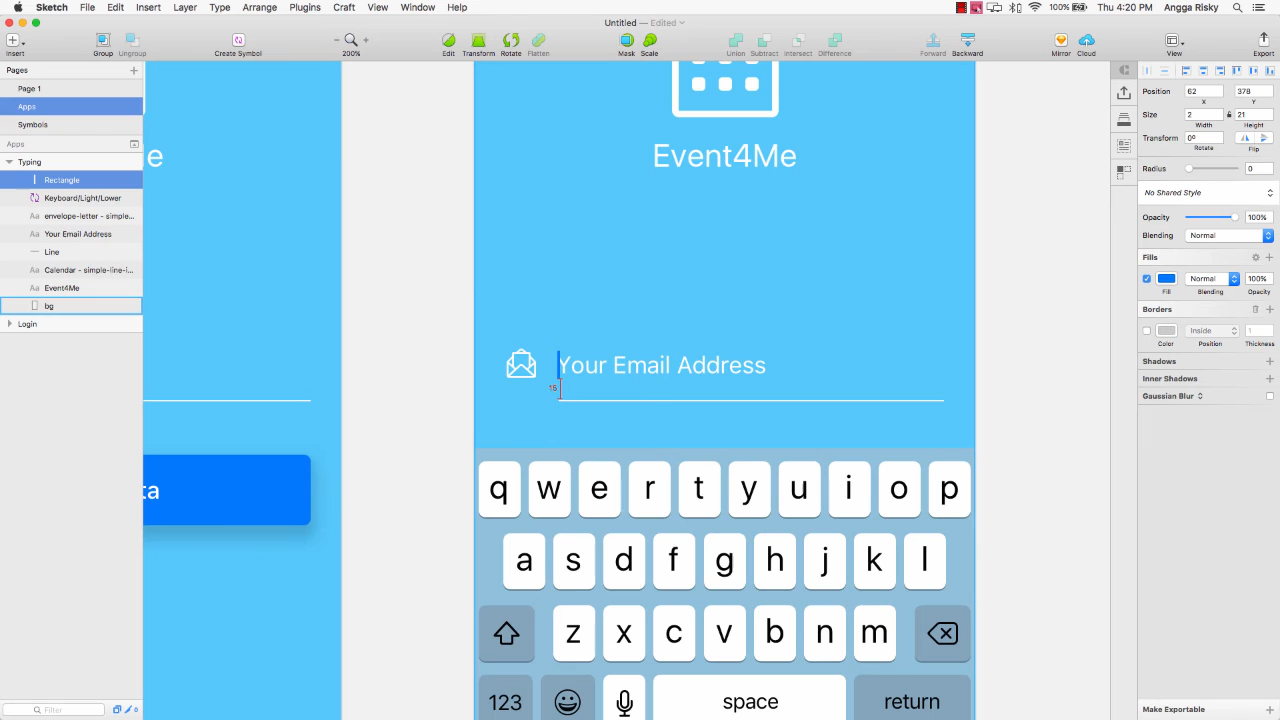 Sketch File Edit Insert Layer Type Arrange Plugins Craft View Window Help 100% Thu 4:20 PM Angga Risky
Untitled — Edited
Insert Group Ungroup Create Symbol 200% Edit Transform Rotate Flatten Mask Scale Union Subtract Intersect Difference Forward Backward Mirror Cloud View Export
Pages
Page 1
Apps
Symbols
Apps
Typing
Rectangle
Keyboard/Light/Lower
envelope-letter - simple...
Your Email Address
Line
Calendar - simple-line-i...
Event4Me
bg
Login
Filter 0
e
ta
Event4Me
Your Email Address
15
q w e r t y u i o p
a s d f g h j k l
z x c v b n m
123 space return
Position 62 378
X Y
Size 2 21
Width Height
Transform 0º
Rotate Flip
Radius 0
No Shared Style
Opacity 100%
Blending Normal
Fills
Normal 100%
Fill Blending Opacity
Borders
Inside 1
Color Position Thickness
Shadows
Inner Shadows
Gaussian Blur
Make Exportable